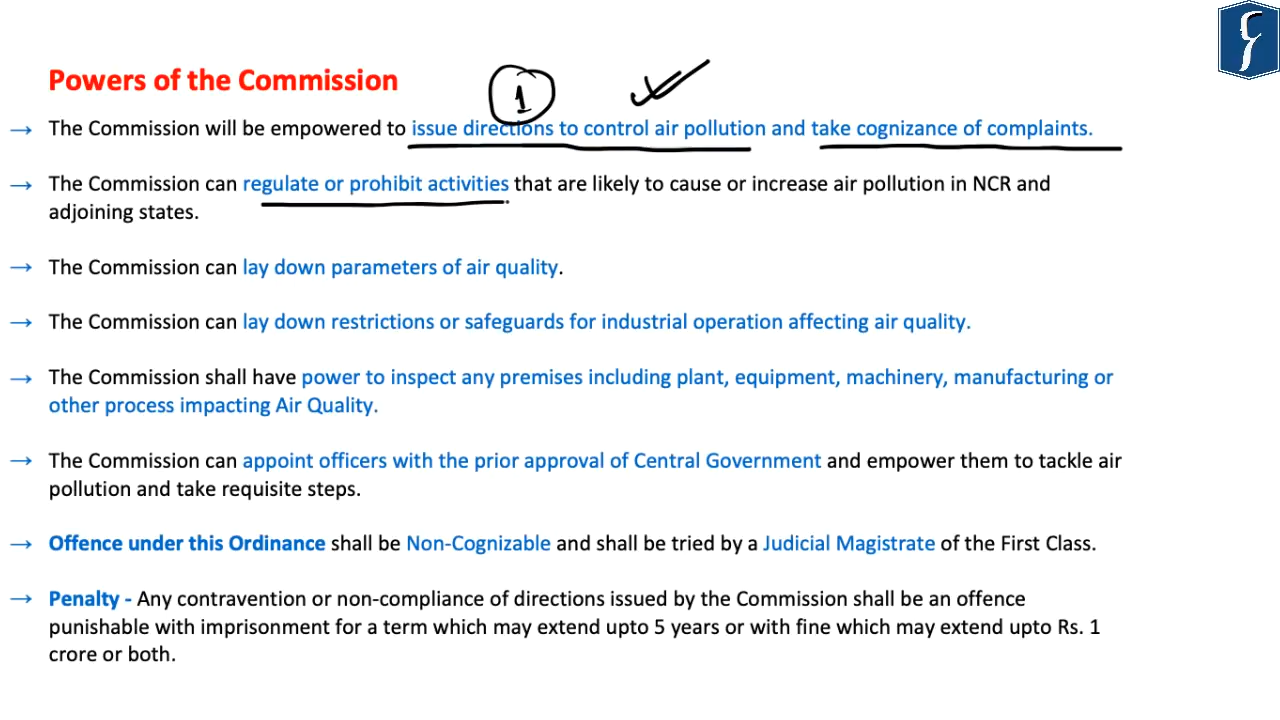 Powers of the Commission
1
→ The Commission will be empowered to issue directions to control air pollution and take cognizance of complaints.
→ The Commission can regulate or prohibit activities that are likely to cause or increase air pollution in NCR and
adjoining states.
→ The Commission can lay down parameters of air quality.
→ The Commission can lay down restrictions or safeguards for industrial operation affecting air quality.
→ The Commission shall have power to inspect any premises including plant, equipment, machinery, manufacturing or
other process impacting Air Quality.
→ The Commission can appoint officers with the prior approval of Central Government and empower them to tackle air
pollution and take requisite steps.
→ Offence under this Ordinance shall be Non-Cognizable and shall be tried by a Judicial Magistrate of the First Class.
→ Penalty - Any contravention or non-compliance of directions issued by the Commission shall be an offence
punishable with imprisonment for a term which may extend upto 5 years or with fine which may extend upto Rs. 1
crore or both.